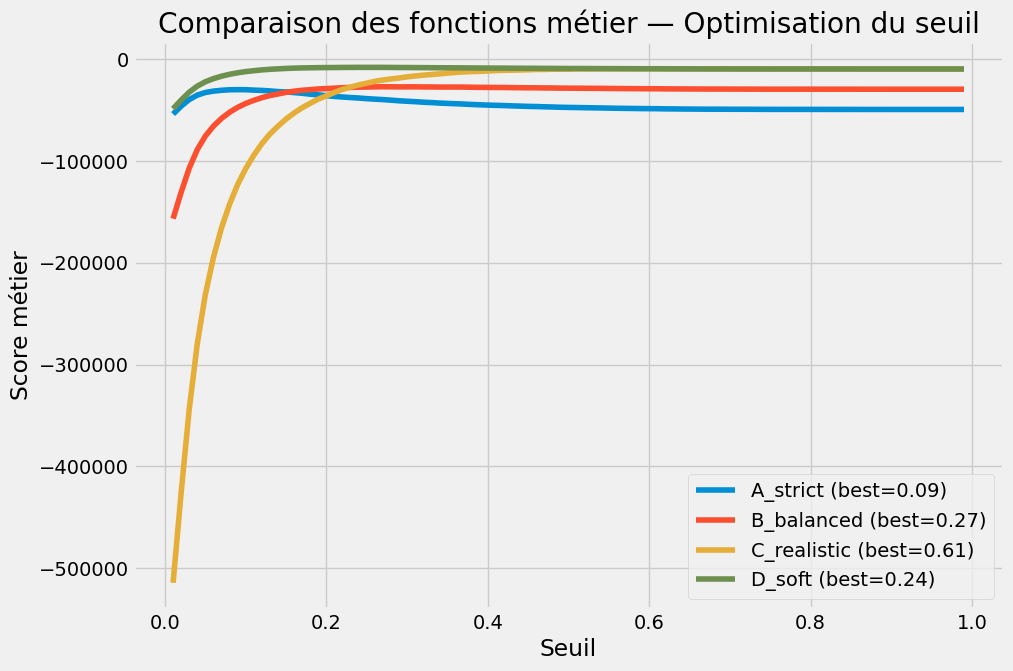 Comparaison des fonctions métier — Optimisation du seuil
Score métier
0
−100000
−200000
−300000
−400000
−500000
0.0
0.2
0.4
0.6
0.8
1.0
Seuil
A_strict (best=0.09)
B_balanced (best=0.27)
C_realistic (best=0.61)
D_soft (best=0.24)